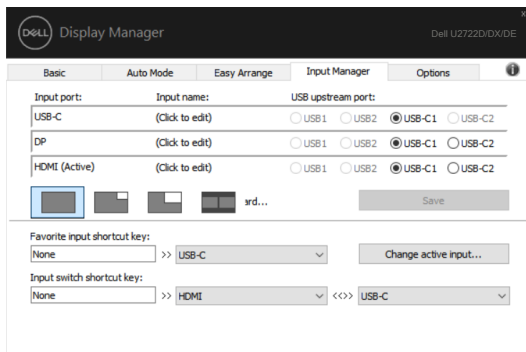 DELL Display Manager Dell U2722D/DX/DE
x
Basic Auto Mode Easy Arrange Input Manager Options i
Input port: Input name: USB upstream port:
USB-C (Click to edit) USB1 USB2 USB-C1 USB-C2
DP (Click to edit) USB1 USB2 USB-C1 USB-C2
HDMI (Active) (Click to edit) USB1 USB2 USB-C1 USB-C2
ard... Save
Favorite input shortcut key:
None >> USB-C Change active input...
Input switch shortcut key:
None >> HDMI <<>> USB-C